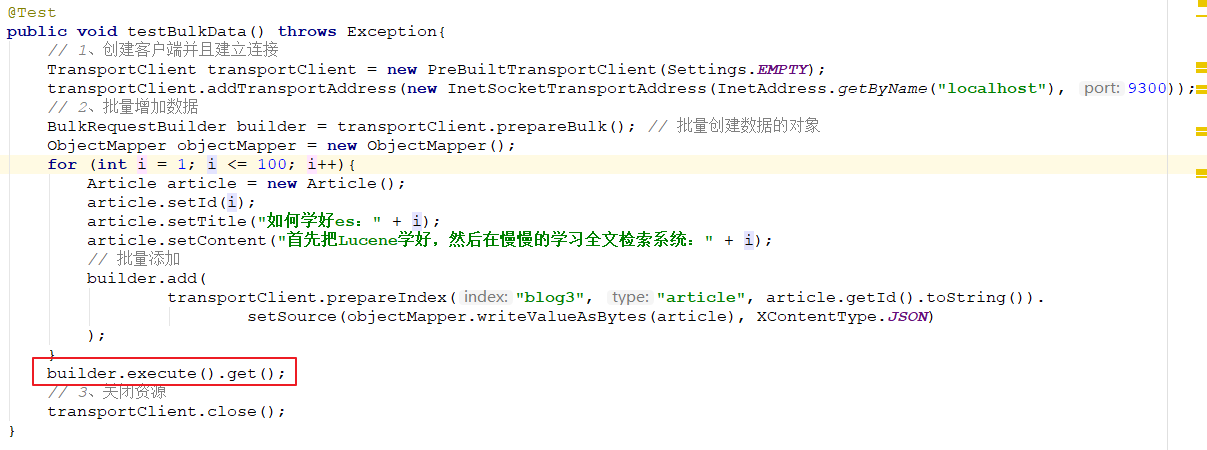 @Test
public void testBulkData() throws Exception{
    // 1、创建客户端并且建立连接
    TransportClient transportClient = new PreBuiltTransportClient(Settings.EMPTY);
    transportClient.addTransportAddress(new InetSocketTransportAddress(InetAddress.getByName("localhost"), port: 9300));
    // 2、批量增加数据
    BulkRequestBuilder builder = transportClient.prepareBulk(); // 批量创建数据的对象
    ObjectMapper objectMapper = new ObjectMapper();
    for (int i = 1; i <= 100; i++){
        Article article = new Article();
        article.setId(i);
        article.setTitle("如何学好es：" + i);
        article.setContent("首先把Lucene学好，然后在慢慢的学习全文检索系统：" + i);
        // 批量添加
        builder.add(
                transportClient.prepareIndex( index: "blog3", type: "article", article.getId().toString()).
                        setSource(objectMapper.writeValueAsBytes(article), XContentType.JSON)
        );
    }
    builder.execute().get();
    // 3、关闭资源
    transportClient.close();
}